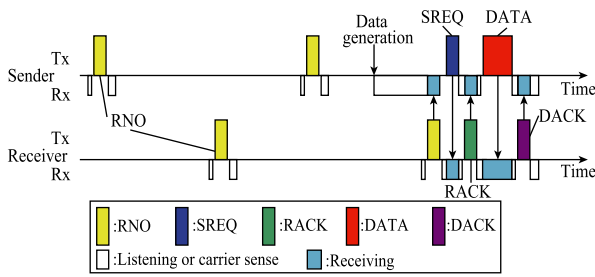 SREQ DATA
Data
generation
Tx
Sender
Rx
Time
RNO
DACK
Tx
Receiver
Rx
Time
RACK
:RNO :SREQ :RACK :DATA :DACK
:Listening or carrier sense :Receiving